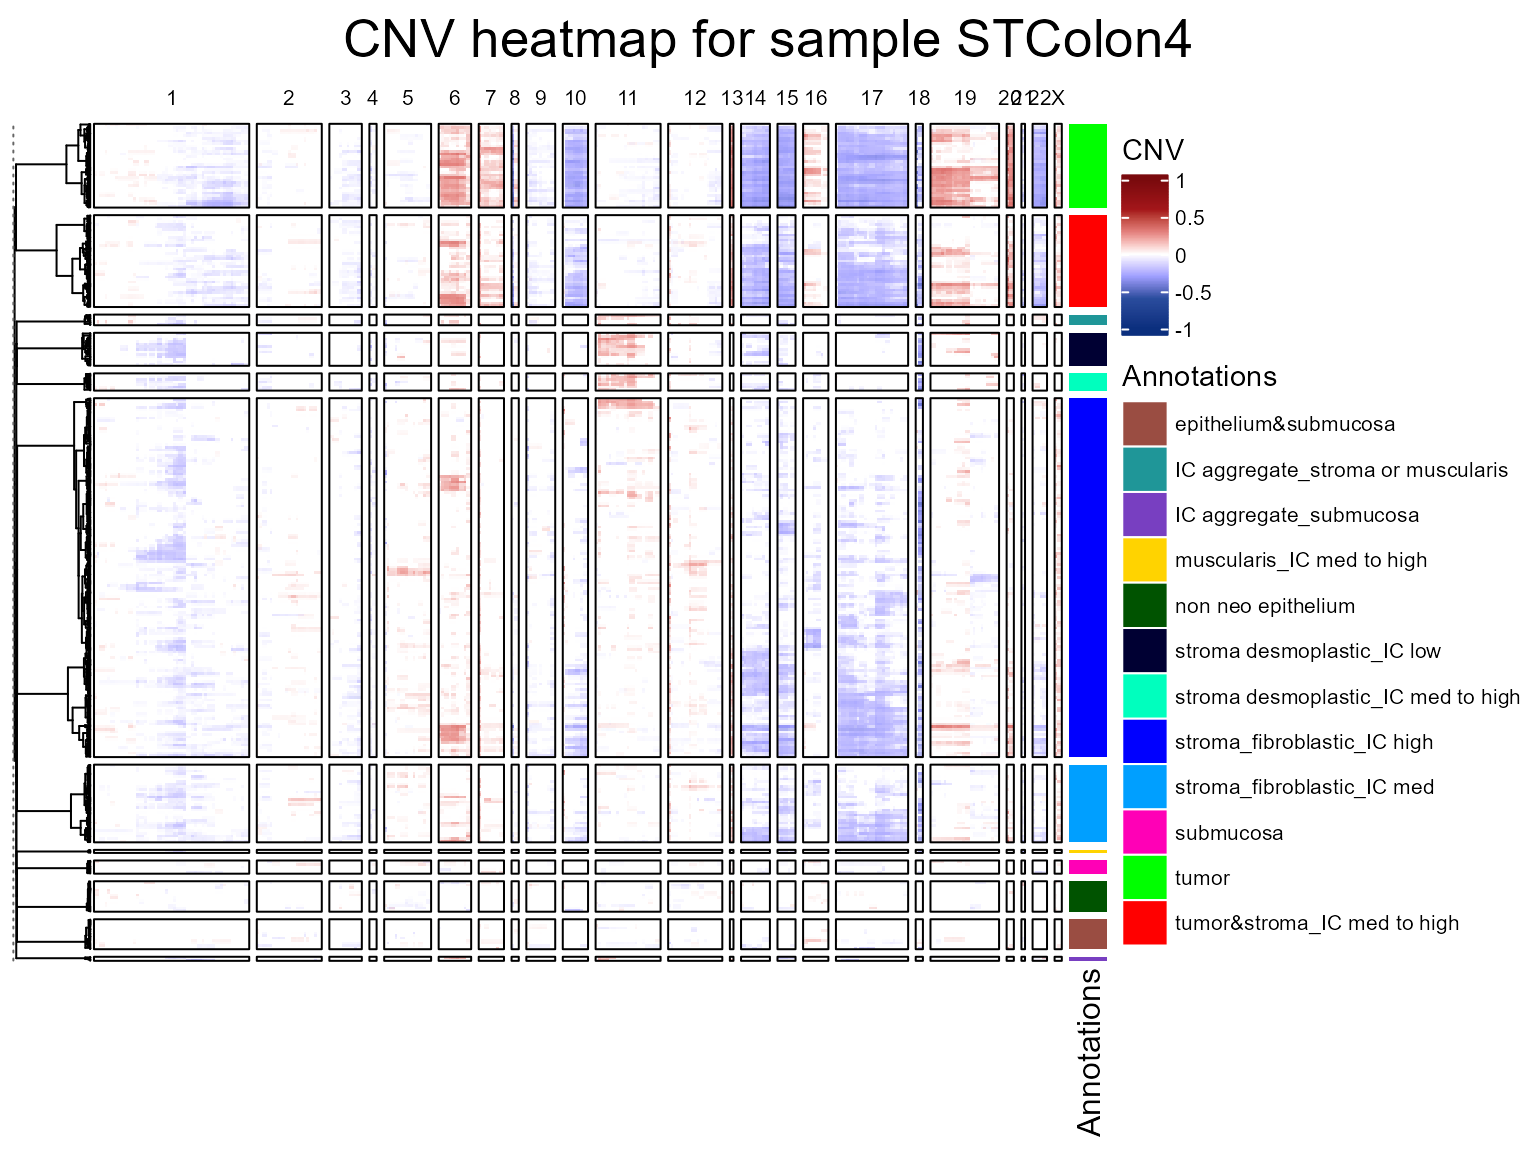 CNV heatmap for sample STColon4
1 2 3 4 5 6 7 8 9 10 11 12 13 14 15 16 17 18 19 20 21 22 X
CNV
1
0.5
0
-0.5
-1
Annotations
epithelium&submucosa
IC aggregate_stroma or muscularis
IC aggregate_submucosa
muscularis_IC med to high
non neo epithelium
stroma desmoplastic_IC low
stroma desmoplastic_IC med to high
stroma_fibroblastic_IC high
stroma_fibroblastic_IC med
submucosa
tumor
tumor&stroma_IC med to high
Annotations